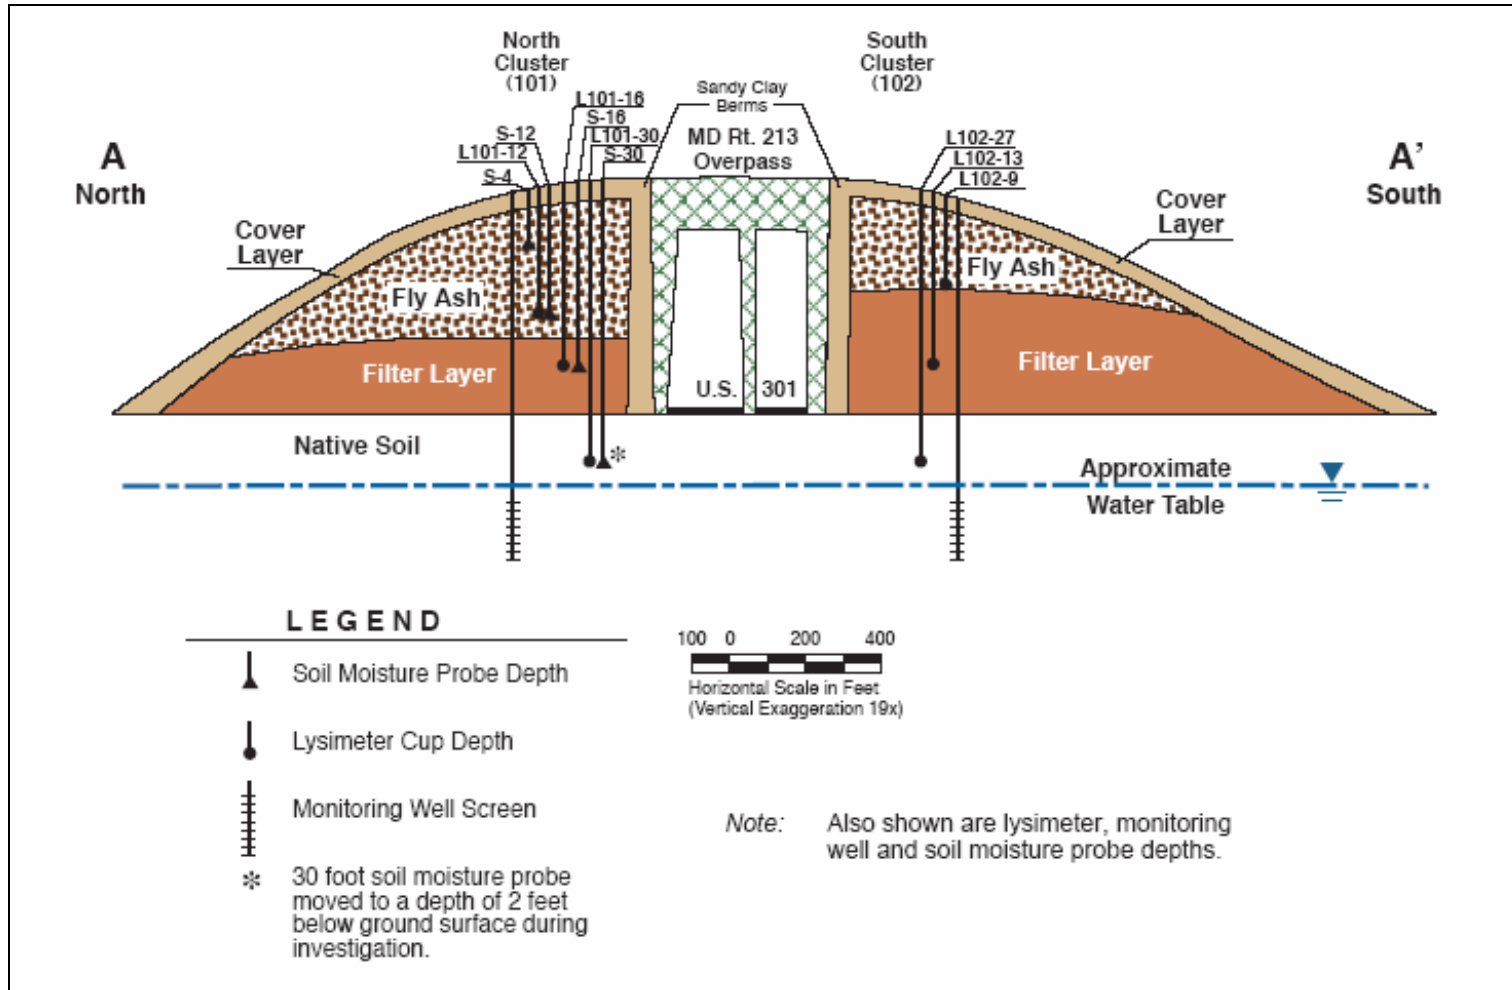 North
Cluster
(101)
South
Cluster
(102)
Sandy Clay
Berms
L101-16
S-16
S-12
L101-30
L101-12
S-30
S-4
MD Rt. 213
Overpass
L102-27
L102-13
L102-9
A
North
A'
South
Cover
Layer
Cover
Layer
Fly Ash
Fly Ash
Filter Layer
Filter Layer
U.S. 301
Native Soil
*
Approximate
Water Table
LEGEND
Soil Moisture Probe Depth
Lysimeter Cup Depth
Monitoring Well Screen
* 30 foot soil moisture probe
moved to a depth of 2 feet
below ground surface during
investigation.
100 0 200 400
Horizontal Scale in Feet
(Vertical Exaggeration 19x)
Note: Also shown are lysimeter, monitoring
well and soil moisture probe depths.